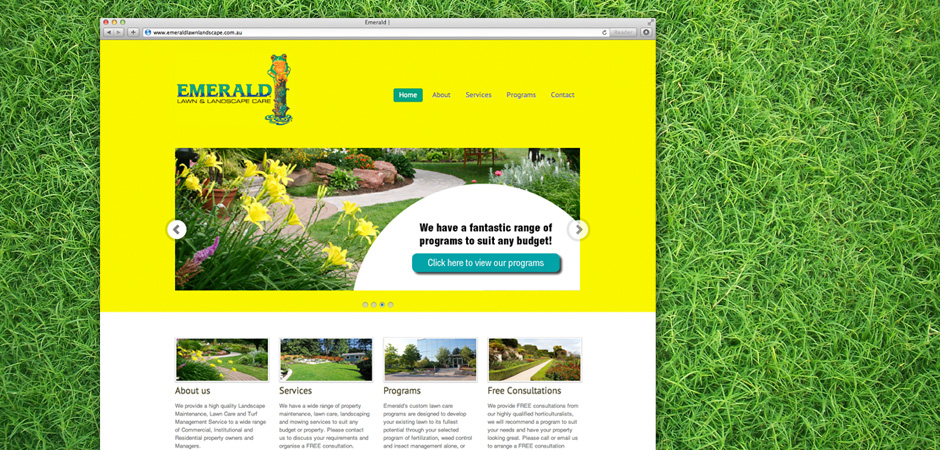 Emerald |
www.emeraldlawnlandscape.com.au
EMERALD
LAWN & LANDSCAPE CARE
Home About Services Programs Contact
We have a fantastic range of
programs to suit any budget!
Click here to view our programs
About us
We provide a high quality Landscape
Maintenance, Lawn Care and Turf
Management Service to a wide range
of Commercial, Institutional and
Residential property owners and
Managers.
Services
We have a wide range of property
maintenance, lawn care, landscaping
and mowing services to suit any
budget or property. Please contact
us to discuss your requirements and
organise a FREE consultation.
Programs
Emerald's custom lawn care
programs are designed to develop
your existing lawn to its fullest
potential through your selected
program of fertilization, weed control
and insect management alone, or
Free Consultations
We provide FREE consultations from
our highly qualified horticulturalists,
we will recommend a program to suit
your needs and have your property
looking great. Please call or email us
to arrange a FREE consultation.